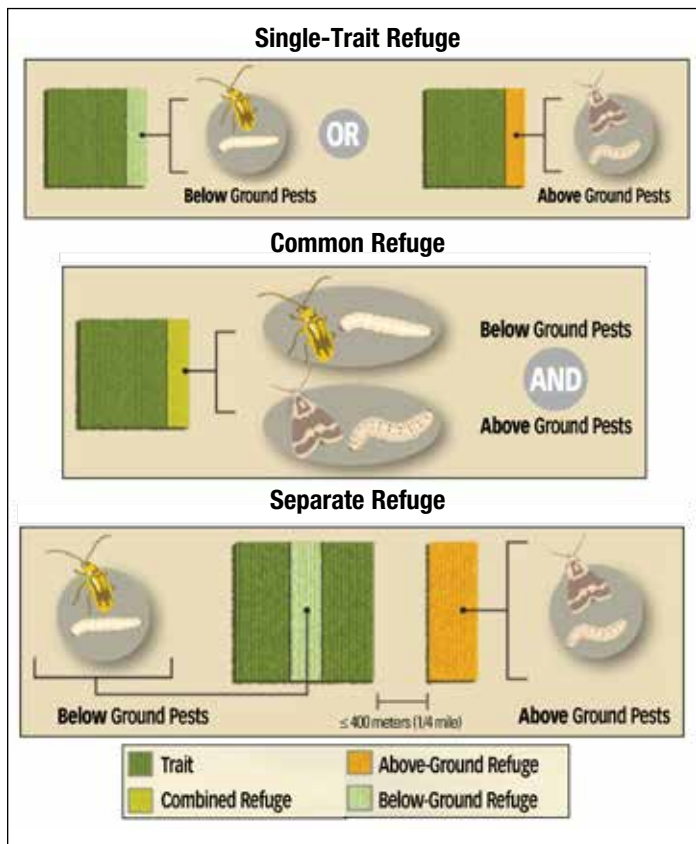 Single-Trait Refuge
OR
Below Ground Pests
Above Ground Pests
Common Refuge
Below Ground Pests
AND
Above Ground Pests
Separate Refuge
Below Ground Pests
≤ 400 meters (1/4 mile)
Above Ground Pests
Trait
Above-Ground Refuge
Combined Refuge
Below-Ground Refuge